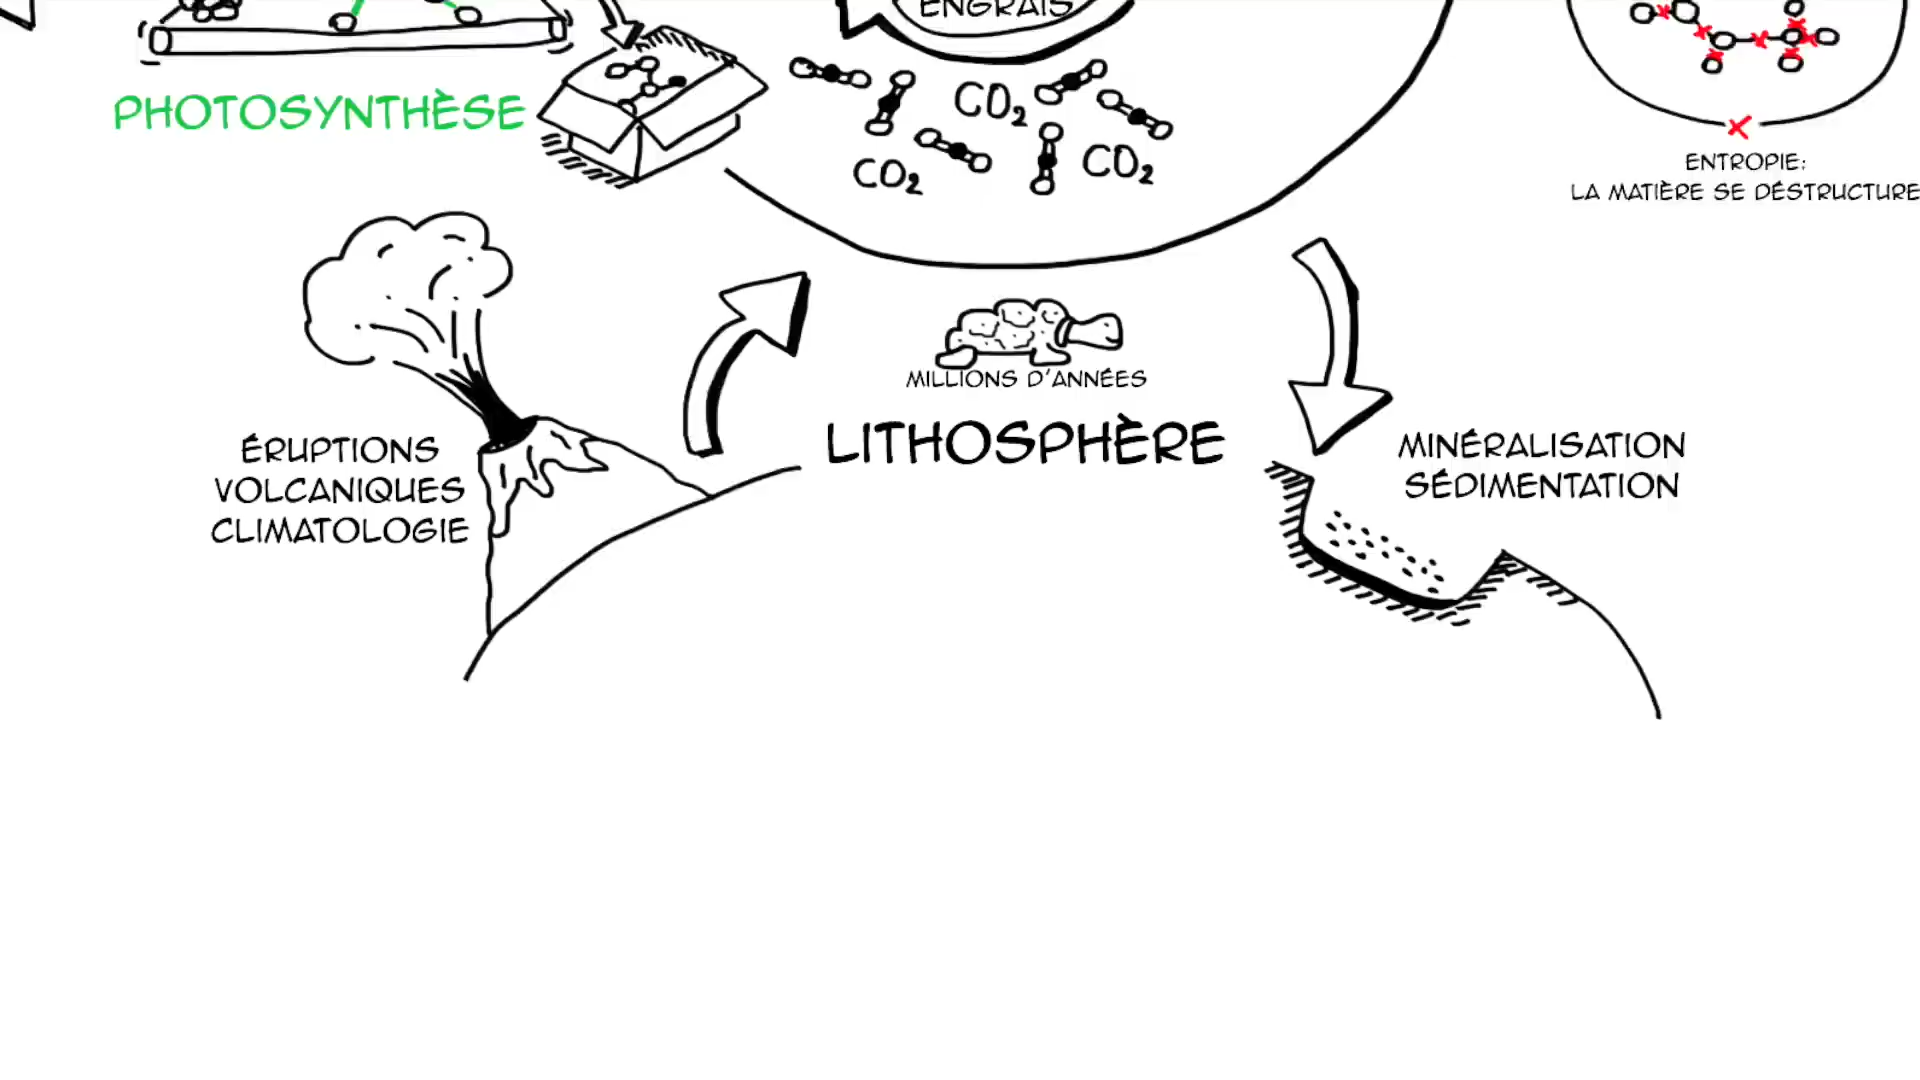 ENGRAIS
CO₂
PHOTOSYNTHÈSE
CO₂
CO₂
ENTROPIE:
LA MATIÈRE SE DÉSTRUCTURE
MILLIONS D'ANNÉES
LITHOSPHÈRE
ÉRUPTIONS
VOLCANIQUES
CLIMATOLOGIE
MINÉRALISATION
SÉDIMENTATION